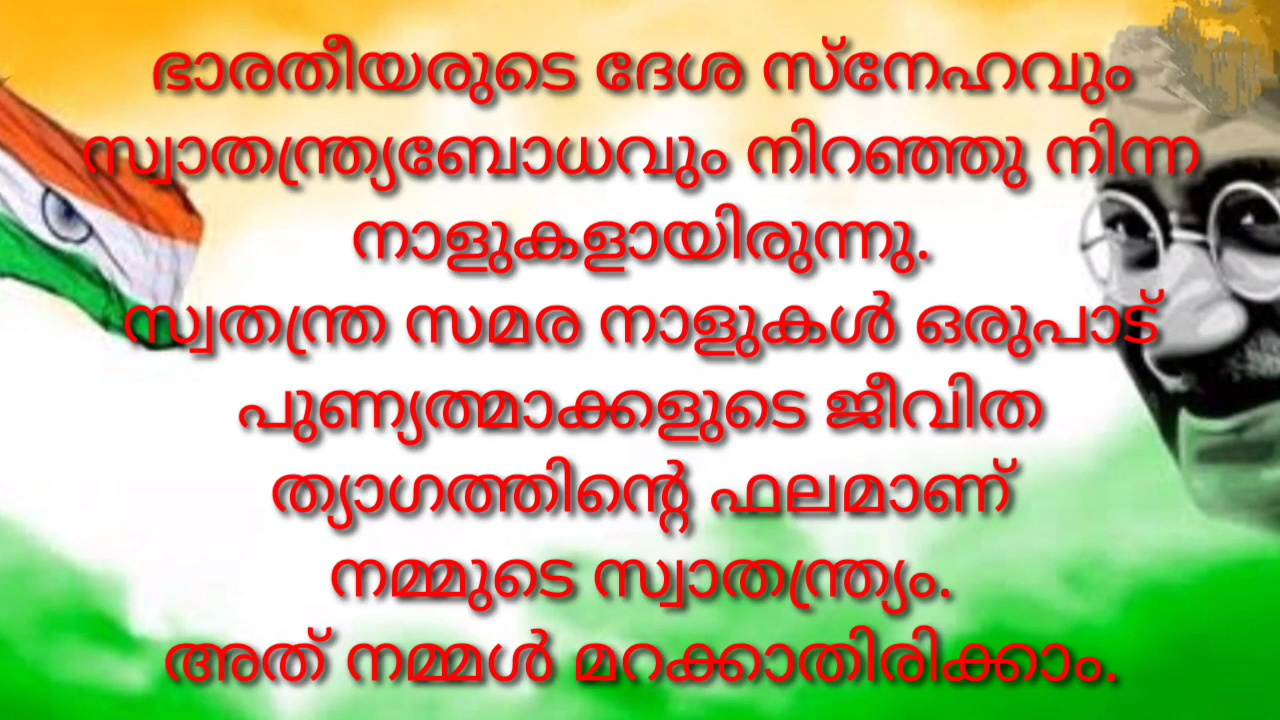 ഭാരതീയരുടെ ദേശ സ്നേഹവും
സ്വാതന്ത്ര്യബോധവും നിറഞ്ഞു നിന്ന
നാളുകളായിരുന്നു.
സ്വതന്ത്ര സമര നാളുകൾ ഒരുപാട്
പുണ്യത്മാക്കളുടെ ജീവിത
ത്യാഗത്തിന്റെ ഫലമാണ്
നമ്മുടെ സ്വാതന്ത്ര്യം.
അത് നമ്മൾ മറക്കാതിരിക്കാം.